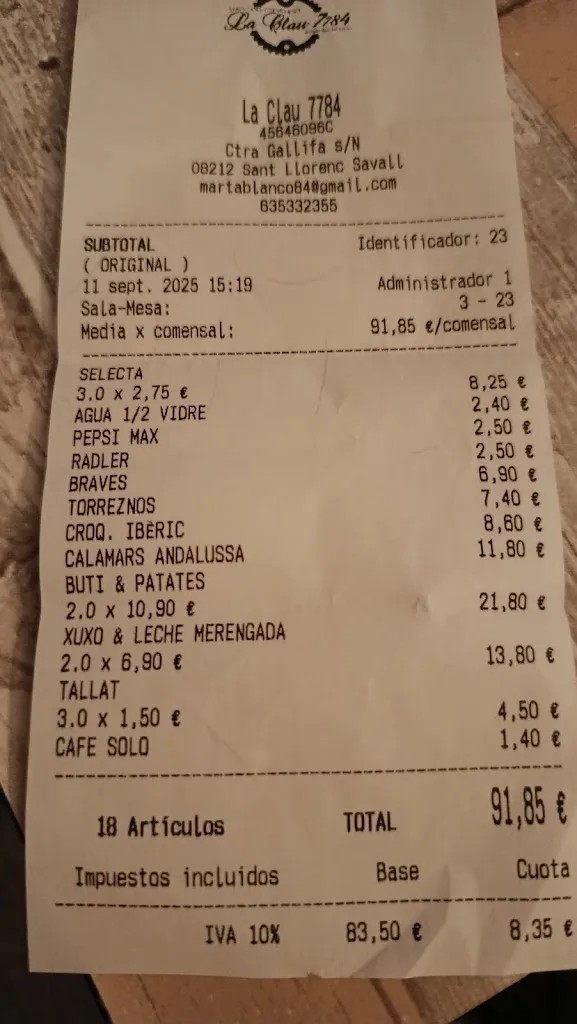 La Clau 7784
La Clau 7784
45646096C
Ctra Gallifa s/N
08212 Sant Llorenc Savall
martablanco84@gmail.com
635332355
SUBTOTAL Identificador: 23
( ORIGINAL )
11 sept. 2025 15:19 Administrador 1
Sala-Mesa: 3 - 23
Media x comensal: 91,85 €/comensal
SELECTA
3.0 x 2,75 € 8,25 €
AGUA 1/2 VIDRE 2,40 €
PEPSI MAX 2,50 €
RADLER 2,50 €
BRAVES 6,90 €
TORREZNOS 7,40 €
CROQ. IBÈRIC 8,60 €
CALAMARS ANDALUSSA 11,80 €
BUTI & PATATES
2.0 x 10,90 € 21,80 €
XUXO & LECHE MERENGADA
2.0 x 6,90 € 13,80 €
TALLAT
3.0 x 1,50 € 4,50 €
CAFE SOLO 1,40 €
18 Artículos TOTAL 91,85 €
Impuestos incluidos Base Cuota
IVA 10% 83,50 € 8,35 €